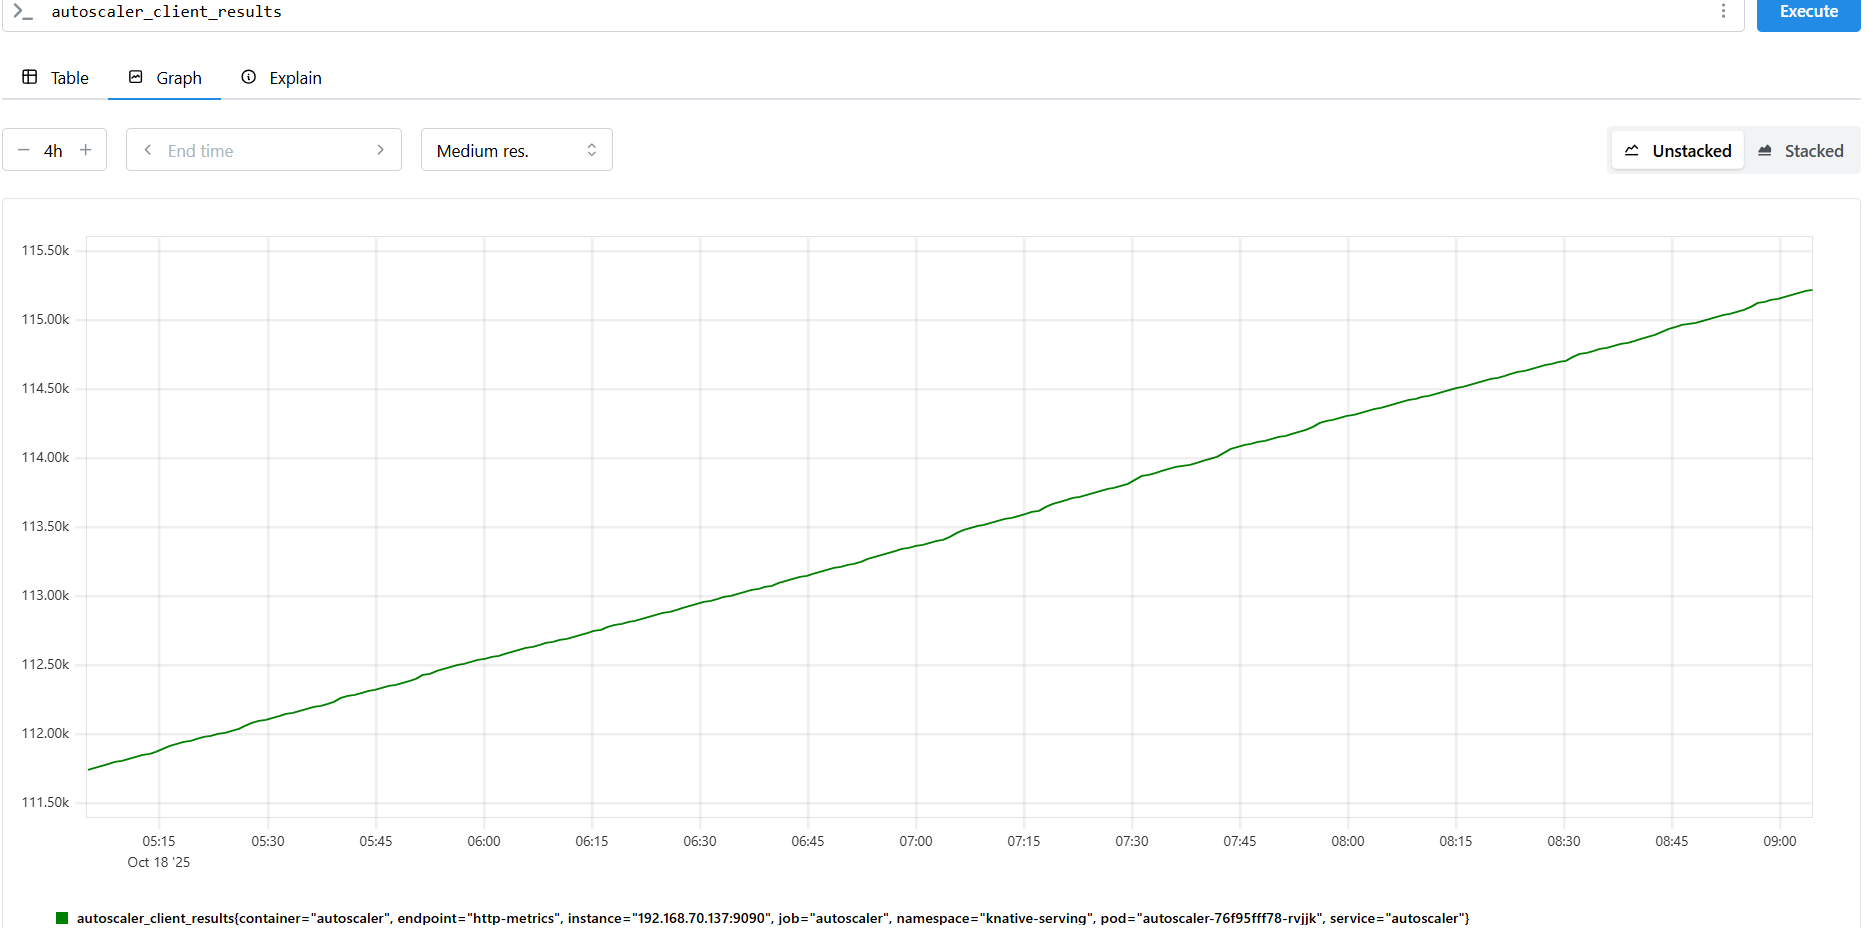 autoscaler_client_results
Execute
Table Graph Explain
4h End time Medium res. Unstacked Stacked
115.50k
115.00k
114.50k
114.00k
113.50k
113.00k
112.50k
112.00k
111.50k
05:15 05:30 05:45 06:00 06:15 06:30 06:45 07:00 07:15 07:30 07:45 08:00 08:15 08:30 08:45 09:00
Oct 18 '25
autoscaler_client_results{container="autoscaler", endpoint="http-metrics", instance="192.168.70.137:9090", job="autoscaler", namespace="knative-serving", pod="autoscaler-76f95fff78-rvjjk", service="autoscaler"}